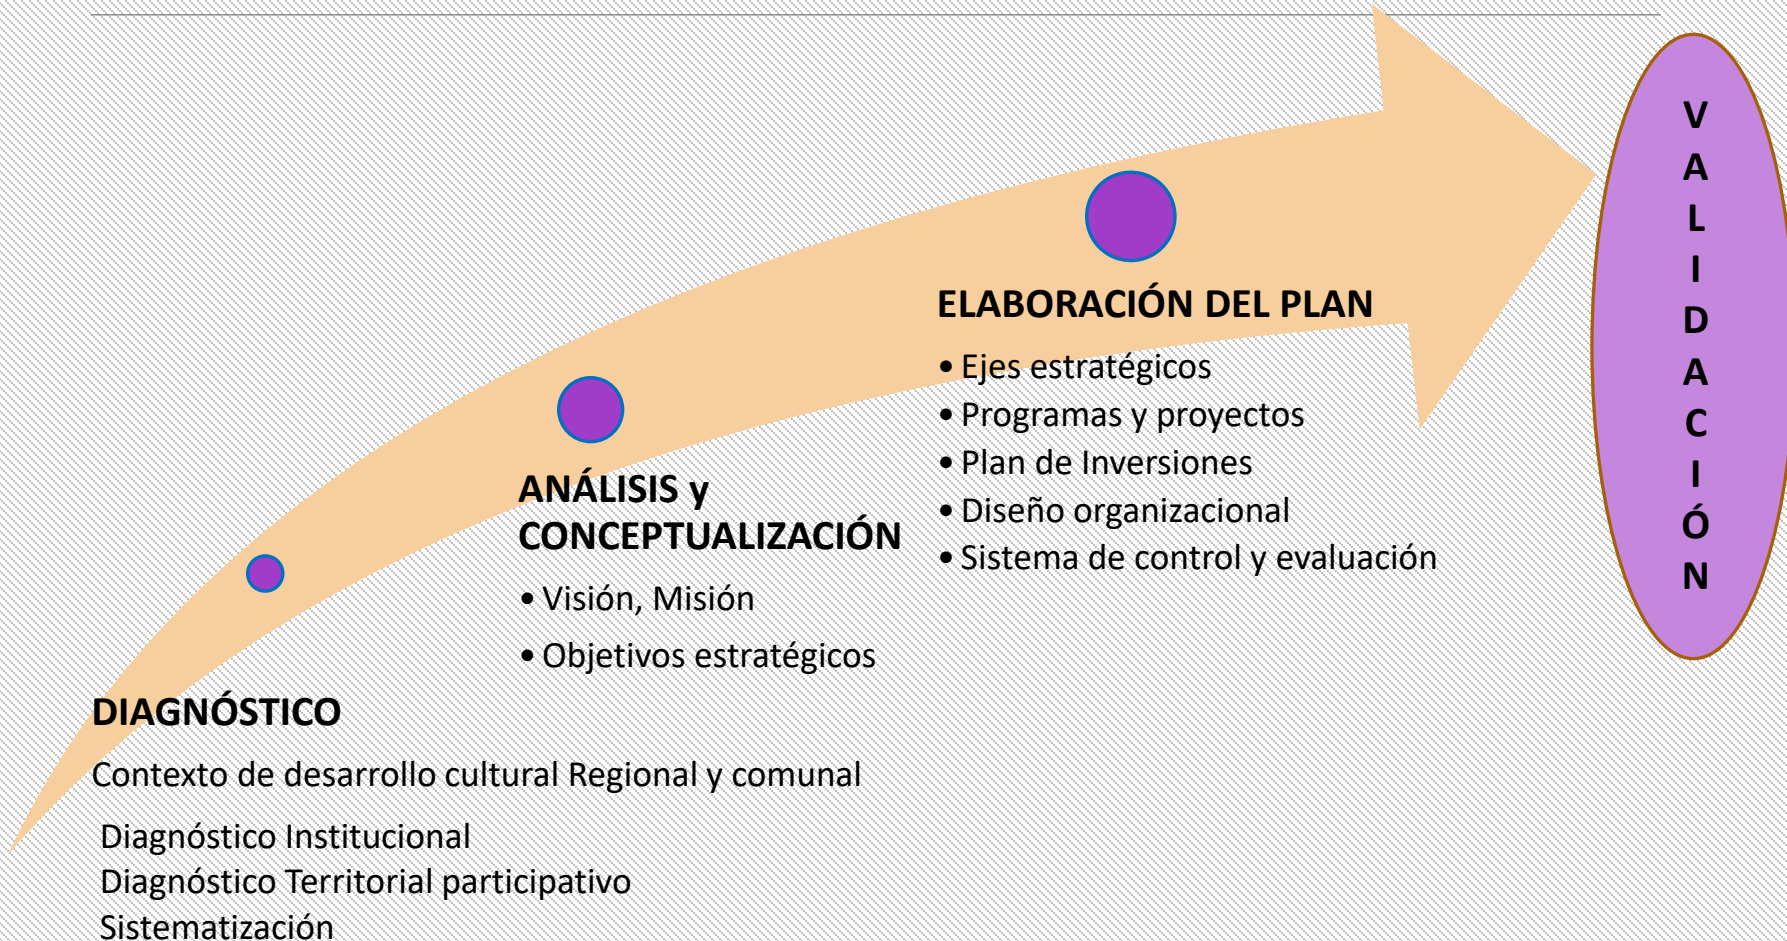 DIAGNÓSTICO
Contexto de desarrollo cultural Regional y comunal
Diagnóstico Institucional
Diagnóstico Territorial participativo
Sistematización
ANÁLISIS y
CONCEPTUALIZACIÓN
• Visión, Misión
• Objetivos estratégicos
ELABORACIÓN DEL PLAN
• Ejes estratégicos
• Programas y proyectos
• Plan de Inversiones
• Diseño organizacional
• Sistema de control y evaluación
V
A
L
I
D
A
C
I
Ó
N